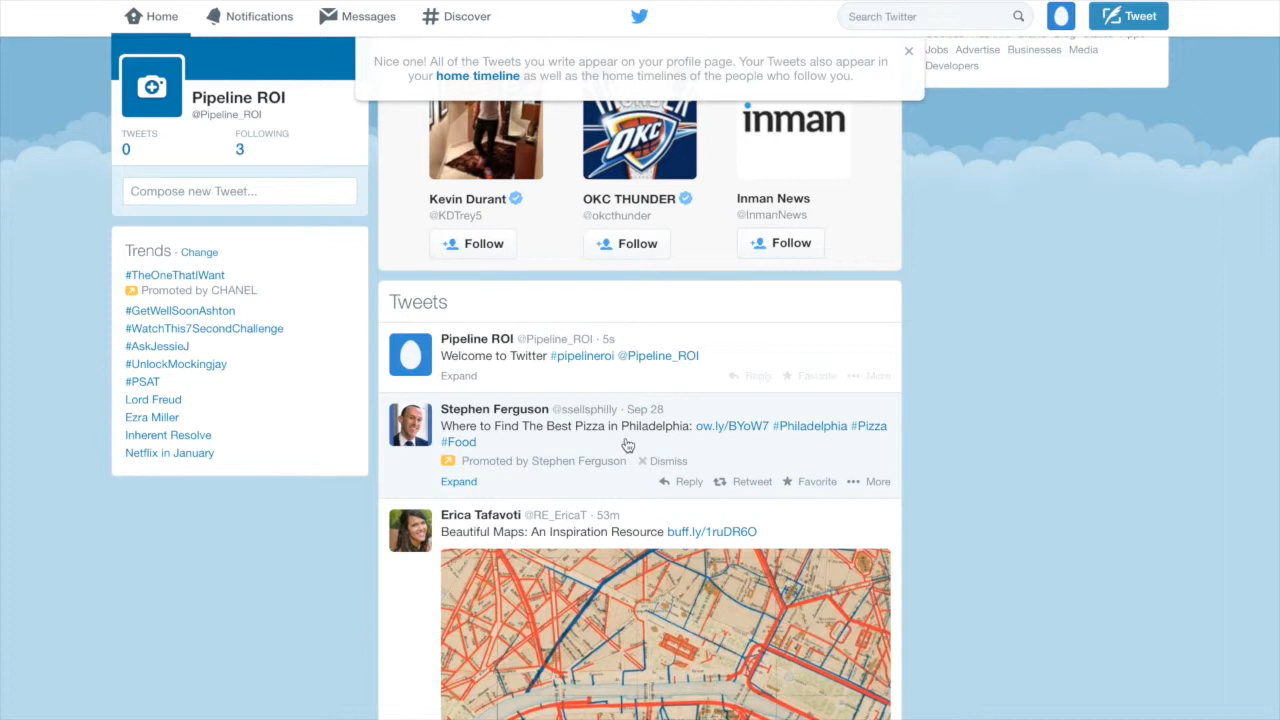 Home
Notifications
Messages
Discover
Search Twitter
Tweet
Nice one! All of the Tweets you write appear on your profile page. Your Tweets also appear in
your home timeline as well as the home timelines of the people who follow you.
Jobs Advertise Businesses Media
Developers
Pipeline ROI
@Pipeline_ROI
TWEETS
0
FOLLOWING
3
Compose new Tweet...
Trends · Change
#TheOneThatIWant
Promoted by CHANEL
#GetWellSoonAshton
#WatchThis7SecondChallenge
#AskJessieJ
#UnlockMockingjay
#PSAT
Lord Freud
Ezra Miller
Inherent Resolve
Netflix in January
THUNDER
OKC
inman
Kevin Durant
@KDTrey5
Follow
OKC THUNDER
@okcthunder
Follow
Inman News
@InmanNews
Follow
Tweets
Pipeline ROI @Pipeline_ROI · 5s
Welcome to Twitter #pipelineroi @Pipeline_ROI
Expand
Reply Favorite More
Stephen Ferguson @ssellsphilly · Sep 28
Where to Find The Best Pizza in Philadelphia: ow.ly/BYoW7 #Philadelphia #Pizza
#Food
Promoted by Stephen Ferguson Dismiss
Expand
Reply Retweet Favorite More
Erica Tafavoti @RE_EricaT · 53m
Beautiful Maps: An Inspiration Resource buff.ly/1ruDR6O